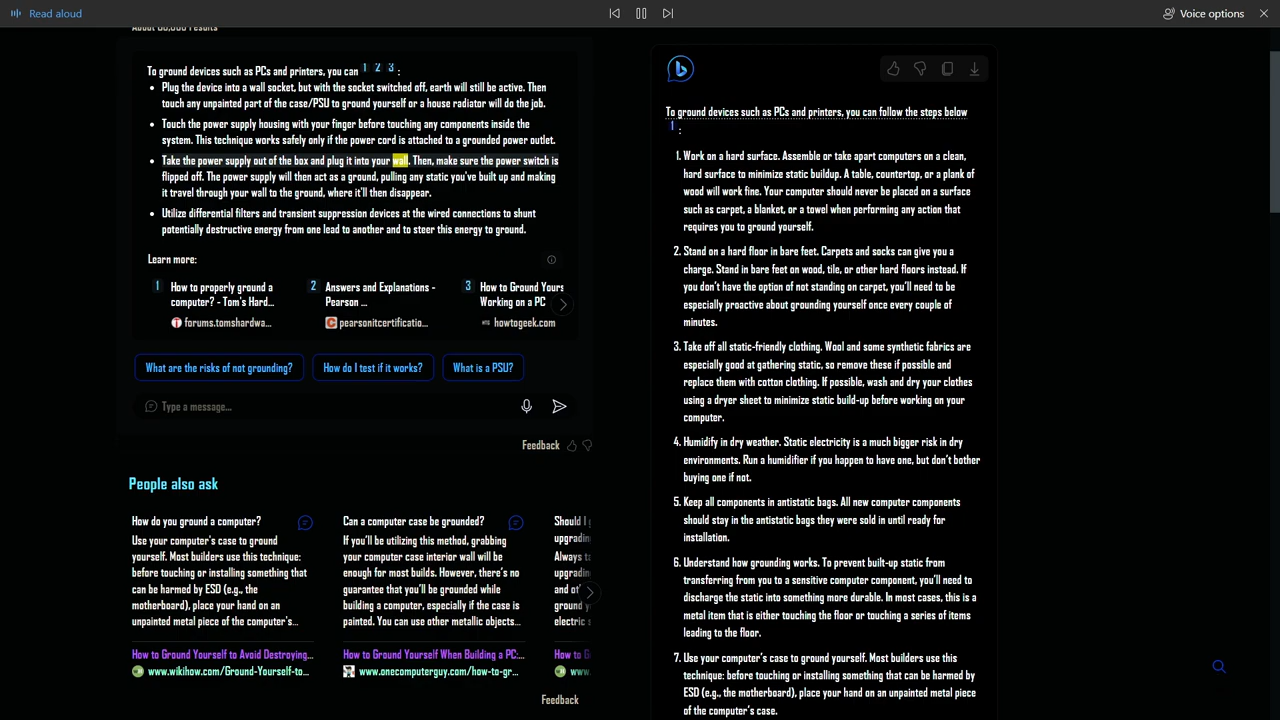 Read aloud
Voice options
To ground devices such as PCs and printers, you can 1 2 3 :
• Plug the device into a wall socket, but with the socket switched off, earth will still be active. Then
touch any unpainted part of the case/PSU to ground yourself or a house radiator will do the job.
• Touch the power supply housing with your finger before touching any components inside the
system. This technique works safely only if the power cord is attached to a grounded power outlet.
• Take the power supply out of the box and plug it into your wall. Then, make sure the power switch is
flipped off. The power supply will then act as a ground, pulling any static you've built up and making
it travel through your wall to the ground, where it'll then disappear.
• Utilize differential filters and transient suppression devices at the wired connections to shunt
potentially destructive energy from one lead to another and to steer this energy to ground.
Learn more:
1 How to properly ground a
computer? - Tom's Hard...
forums.tomshardwa...
2 Answers and Explanations -
Pearson ...
pearsonitcertificatio...
3 How to Ground Yours
Working on a PC
howtogeek.com
What are the risks of not grounding?
How do I test if it works?
What is a PSU?
Type a message...
Feedback
People also ask
How do you ground a computer?
Use your computer's case to ground
yourself. Most builders use this technique:
before touching or installing something that
can be harmed by ESD (e.g., the
motherboard), place your hand on an
unpainted metal piece of the computer's...
How to Ground Yourself to Avoid Destroying...
www.wikihow.com/Ground-Yourself-to...
Can a computer case be grounded?
If you'll be utilizing this method, grabbing
your computer case interior wall will be
enough for most builds. However, there's no
guarantee that you'll be grounded while
building a computer, especially if the case is
painted. You can use other metallic objects...
How to Ground Yourself When Building a PC:...
www.onecomputerguy.com/how-to-gr...
Should I
upgrading
Always
upgrading
and
ground
electric
How to
www.
Feedback
To ground devices such as PCs and printers, you can follow the steps below
1 :
1. Work on a hard surface. Assemble or take apart computers on a clean,
hard surface to minimize static buildup. A table, countertop, or a plank of
wood will work fine. Your computer should never be placed on a surface
such as carpet, a blanket, or a towel when performing any action that
requires you to ground yourself.
2. Stand on a hard floor in bare feet. Carpets and socks can give you a
charge. Stand in bare feet on wood, tile, or other hard floors instead. If
you don't have the option of not standing on carpet, you'll need to be
especially proactive about grounding yourself once every couple of
minutes.
3. Take off all static-friendly clothing. Wool and some synthetic fabrics are
especially good at gathering static, so remove these if possible and
replace them with cotton clothing. If possible, wash and dry your clothes
using a dryer sheet to minimize static build-up before working on your
computer.
4. Humidify in dry weather. Static electricity is a much bigger risk in dry
environments. Run a humidifier if you happen to have one, but don't bother
buying one if not.
5. Keep all components in antistatic bags. All new computer components
should stay in the antistatic bags they were sold in until ready for
installation.
6. Understand how grounding works. To prevent built-up static from
transferring from you to a sensitive computer component, you'll need to
discharge the static into something more durable. In most cases, this is a
metal item that is either touching the floor or touching a series of items
leading to the floor.
7. Use your computer's case to ground yourself. Most builders use this
technique: before touching or installing something that can be harmed by
ESD (e.g., the motherboard), place your hand on an unpainted metal piece
of the computer's case.